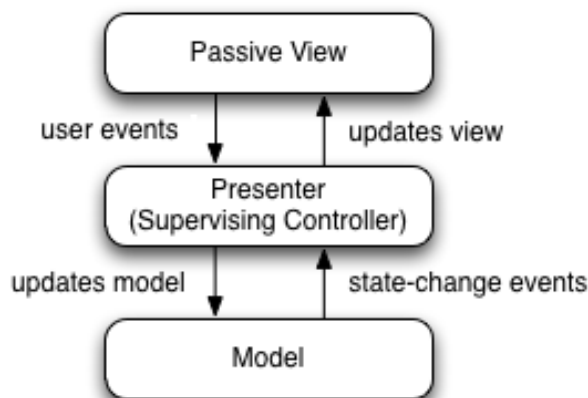 Passive View
user events
updates view
Presenter
(Supervising Controller)
updates model
state-change events
Model